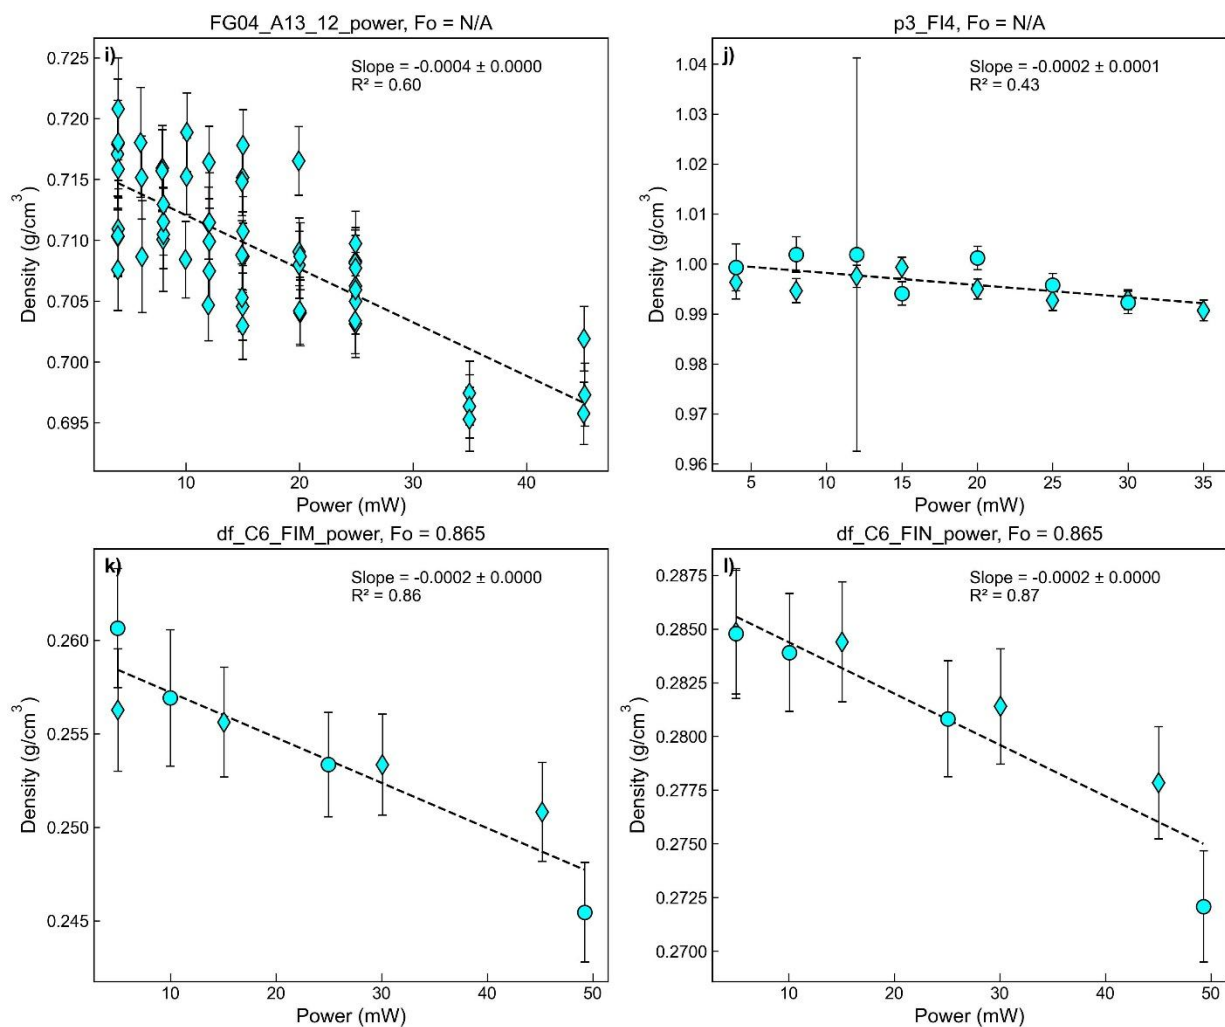 FG04_A13_12_power, Fo = N/A
i)
Slope = -0.0004 ± 0.0000
R² = 0.60
0.725
0.720
0.715
0.710
0.705
0.700
0.695
Density (g/cm³)
10
20
30
40
Power (mW)
p3_FI4, Fo = N/A
j)
Slope = -0.0002 ± 0.0001
R² = 0.43
1.04
1.03
1.02
1.01
1.00
0.99
0.98
0.97
0.96
Density (g/cm³)
5
10
15
20
25
30
35
Power (mW)
df_C6_FIM_power, Fo = 0.865
k)
Slope = -0.0002 ± 0.0000
R² = 0.86
0.260
0.255
0.250
0.245
Density (g/cm³)
10
20
30
40
50
Power (mW)
df_C6_FIN_power, Fo = 0.865
l)
Slope = -0.0002 ± 0.0000
R² = 0.87
0.2875
0.2850
0.2825
0.2800
0.2775
0.2750
0.2725
0.2700
Density (g/cm³)
10
20
30
40
50
Power (mW)